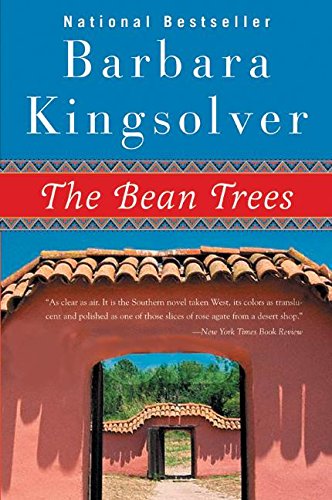 National Bestseller
Barbara
Kingsolver
The Bean Trees
"As clear as air. It is the Southern novel taken West, its colors as translu-
cent and polished as one of those slices of rose agate from a desert shop."
—New York Times Book Review